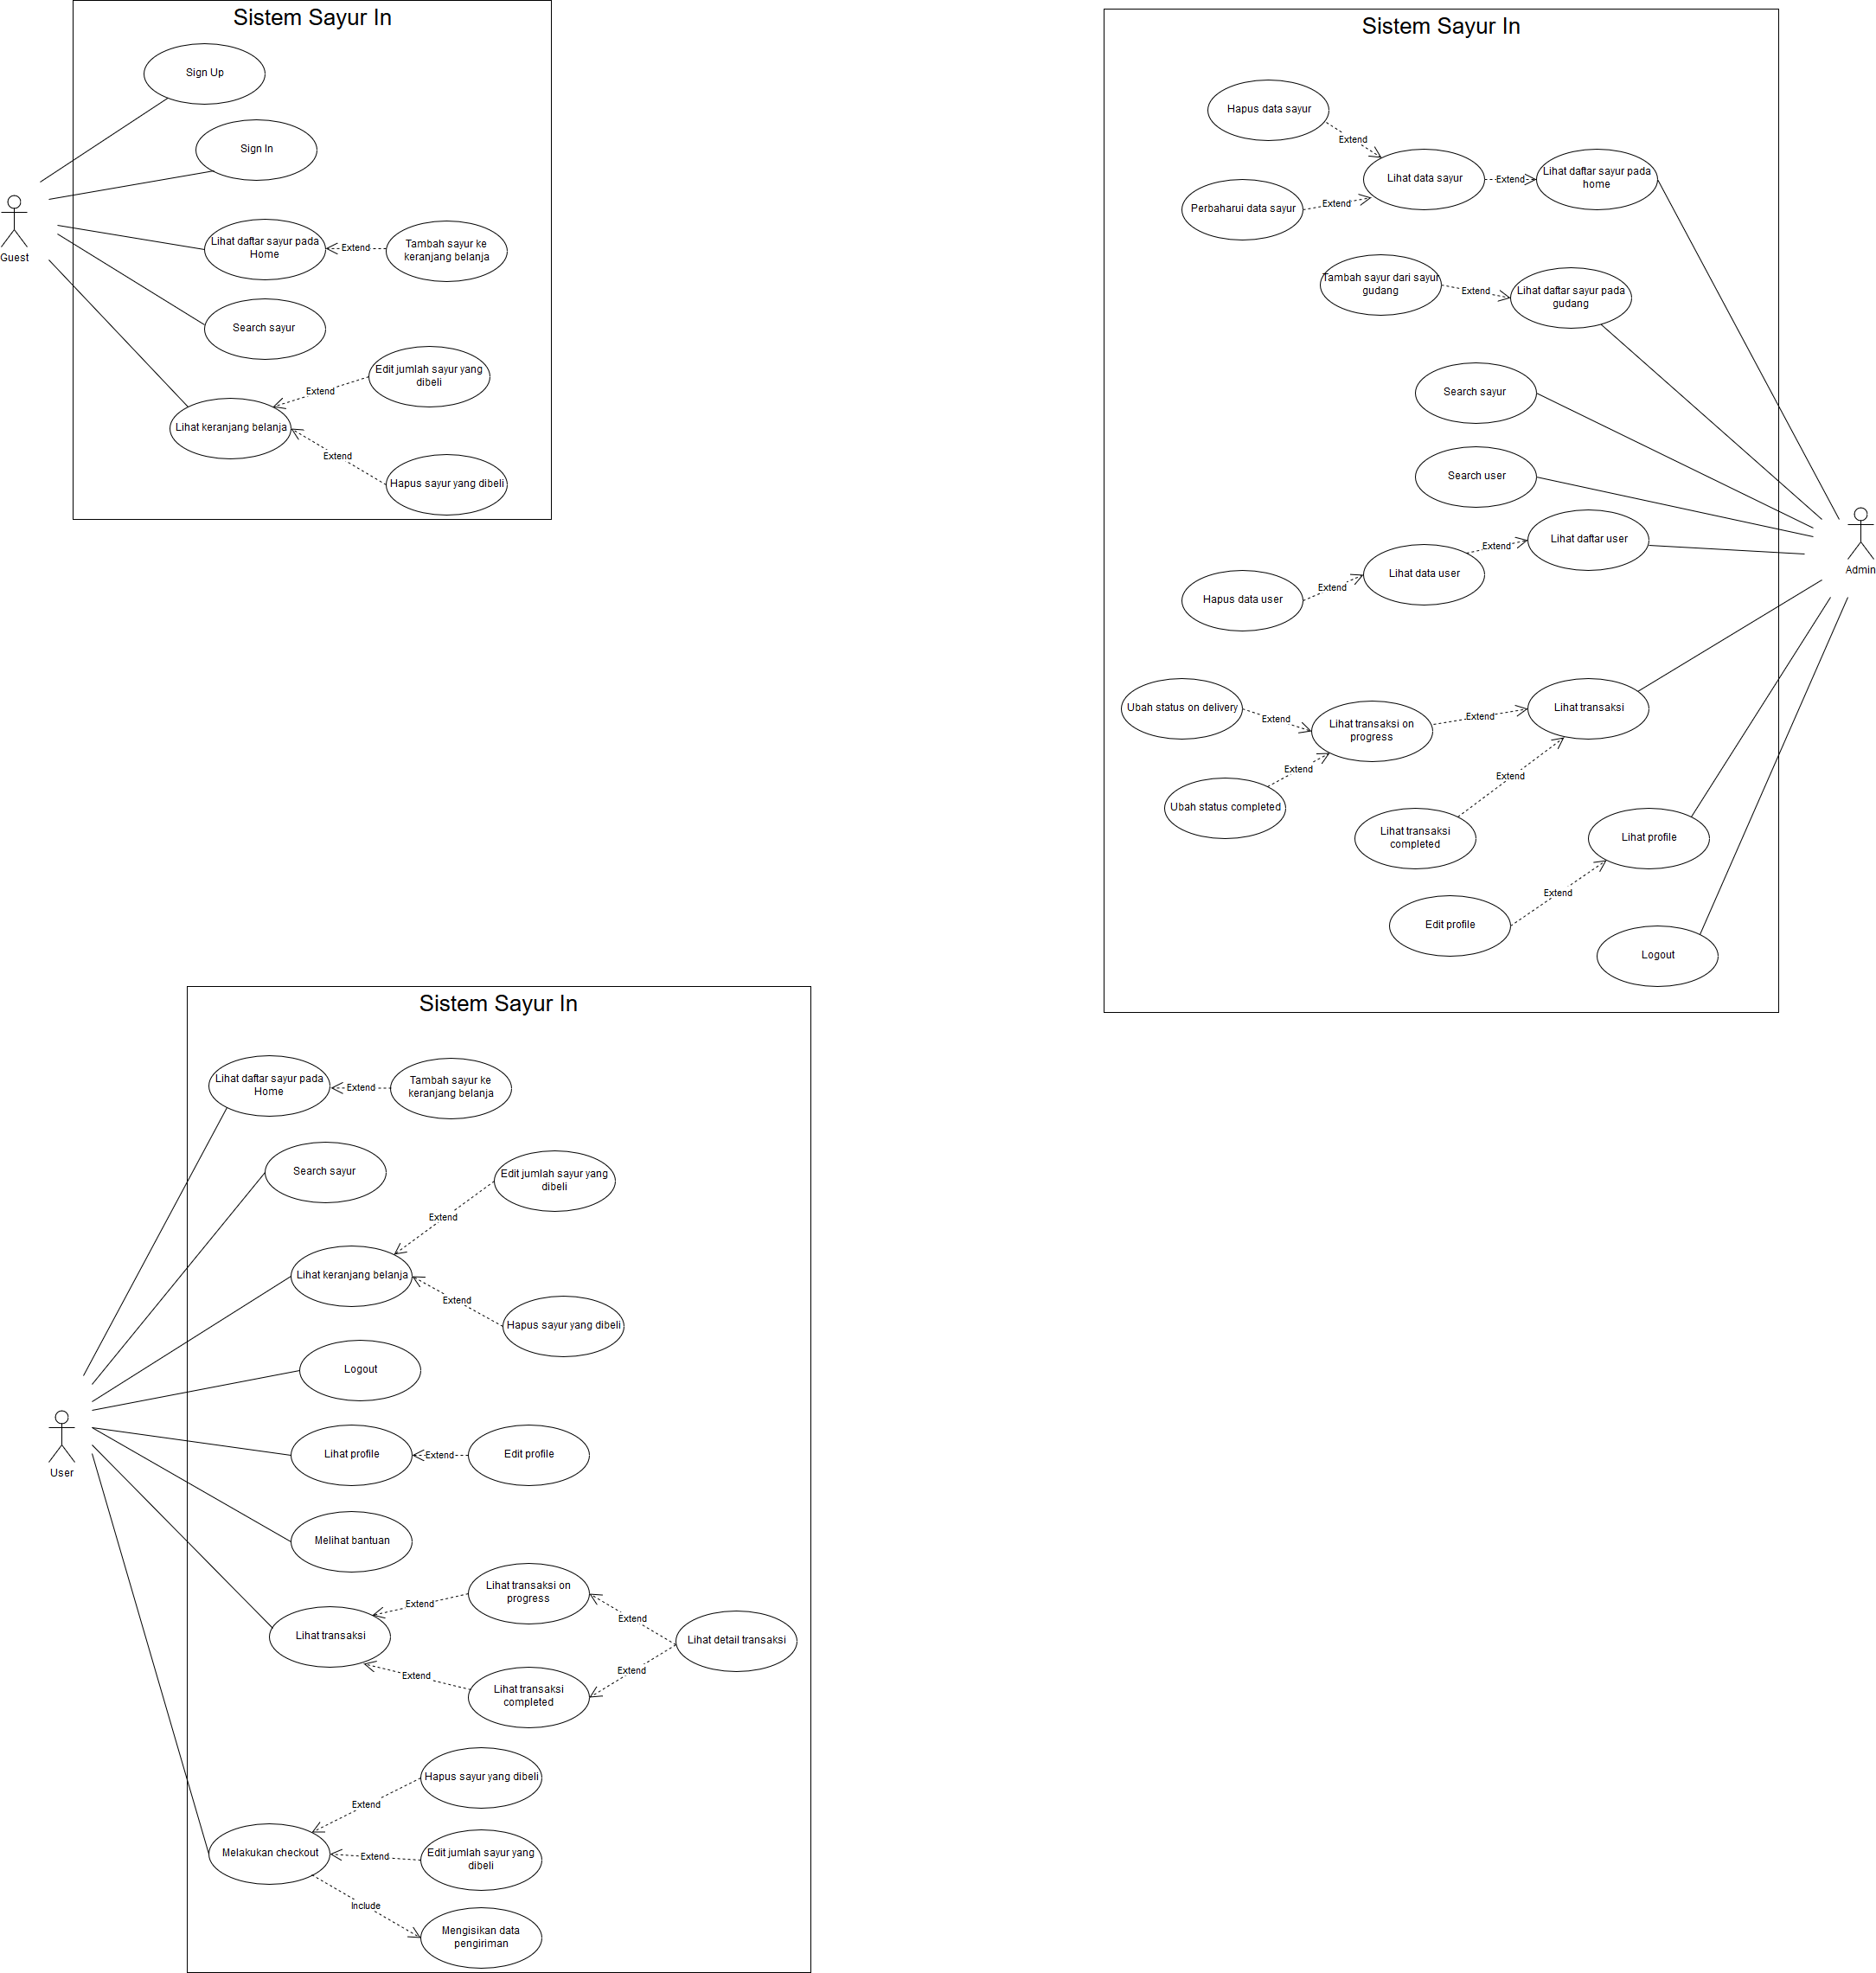 Sistem Sayur In
Sign Up
Sign In
Guest
Lihat daftar sayur pada
Home
Extend
Tambah sayur ke
keranjang belanja
Search sayur
Edit jumlah sayur yang
dibeli
Extend
Lihat keranjang belanja
Extend
Hapus sayur yang dibeli
Sistem Sayur In
Hapus data sayur
Extend
Lihat data sayur
Extend
Lihat daftar sayur pada
home
Perbaharui data sayur
Extend
Tambah sayur dari sayur
gudang
Extend
Lihat daftar sayur pada
gudang
Search sayur
Search user
Lihat daftar user
Extend
Lihat data user
Extend
Hapus data user
Admin
Ubah status on delivery
Extend
Lihat transaksi on
progress
Extend
Lihat transaksi
Extend
Ubah status completed
Extend
Lihat transaksi
completed
Lihat profile
Extend
Edit profile
Logout
Sistem Sayur In
Lihat daftar sayur pada
Home
Extend
Tambah sayur ke
keranjang belanja
Search sayur
Edit jumlah sayur yang
dibeli
Extend
Lihat keranjang belanja
Extend
Hapus sayur yang dibeli
Logout
User
Lihat profile
Extend
Edit profile
Melihat bantuan
Lihat transaksi on
progress
Extend
Extend
Lihat transaksi
Lihat detail transaksi
Extend
Extend
Lihat transaksi
completed
Hapus sayur yang dibeli
Extend
Melakukan checkout
Extend
Edit jumlah sayur yang
dibeli
Include
Mengisikan data
pengiriman